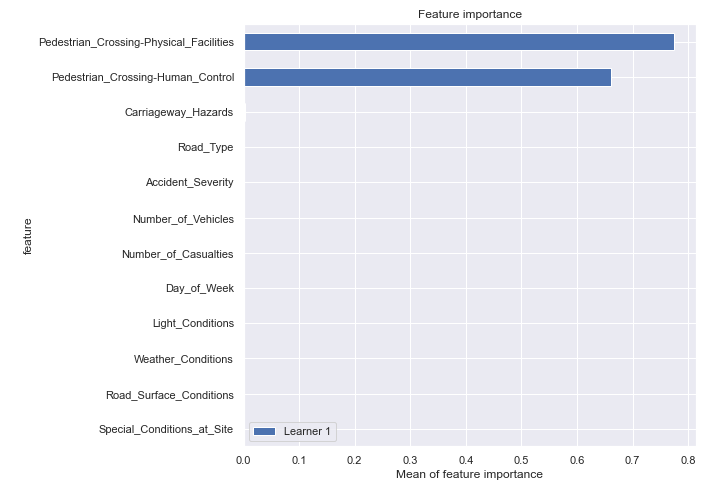 Feature importance
Pedestrian_Crossing-Physical_Facilities
Pedestrian_Crossing-Human_Control
Carriageway_Hazards
Road_Type
Accident_Severity
Number_of_Vehicles
Number_of_Casualties
Day_of_Week
Light_Conditions
Weather_Conditions
Road_Surface_Conditions
Special_Conditions_at_Site
feature
Learner 1
0.0 0.1 0.2 0.3 0.4 0.5 0.6 0.7 0.8
Mean of feature importance